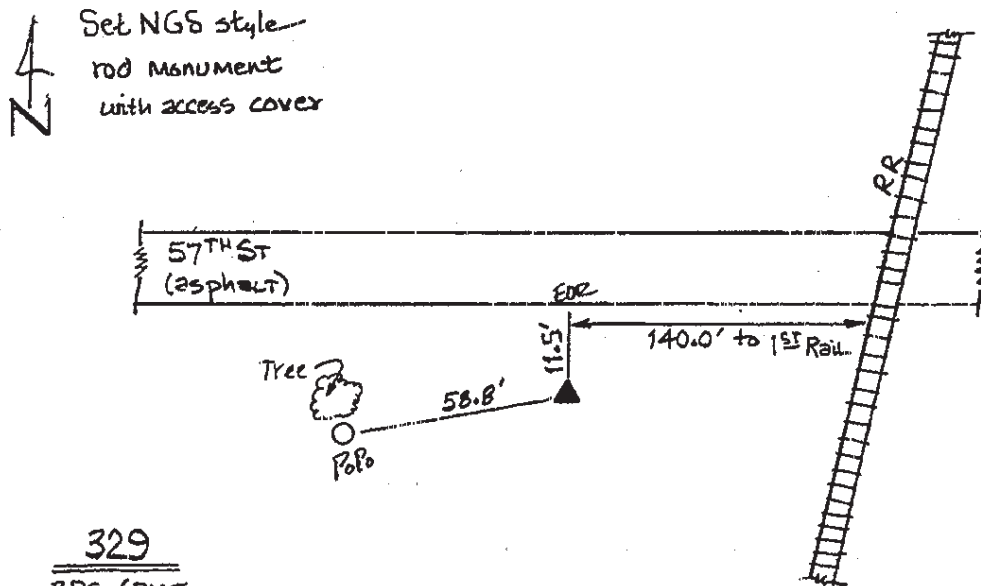 Set NGS style
rod monument
with access cover
N
RR
57TH ST
(asphalt)
EOR
11.5'
140.0' to 1ST Rail
Tree
58.8'
P.P.
329